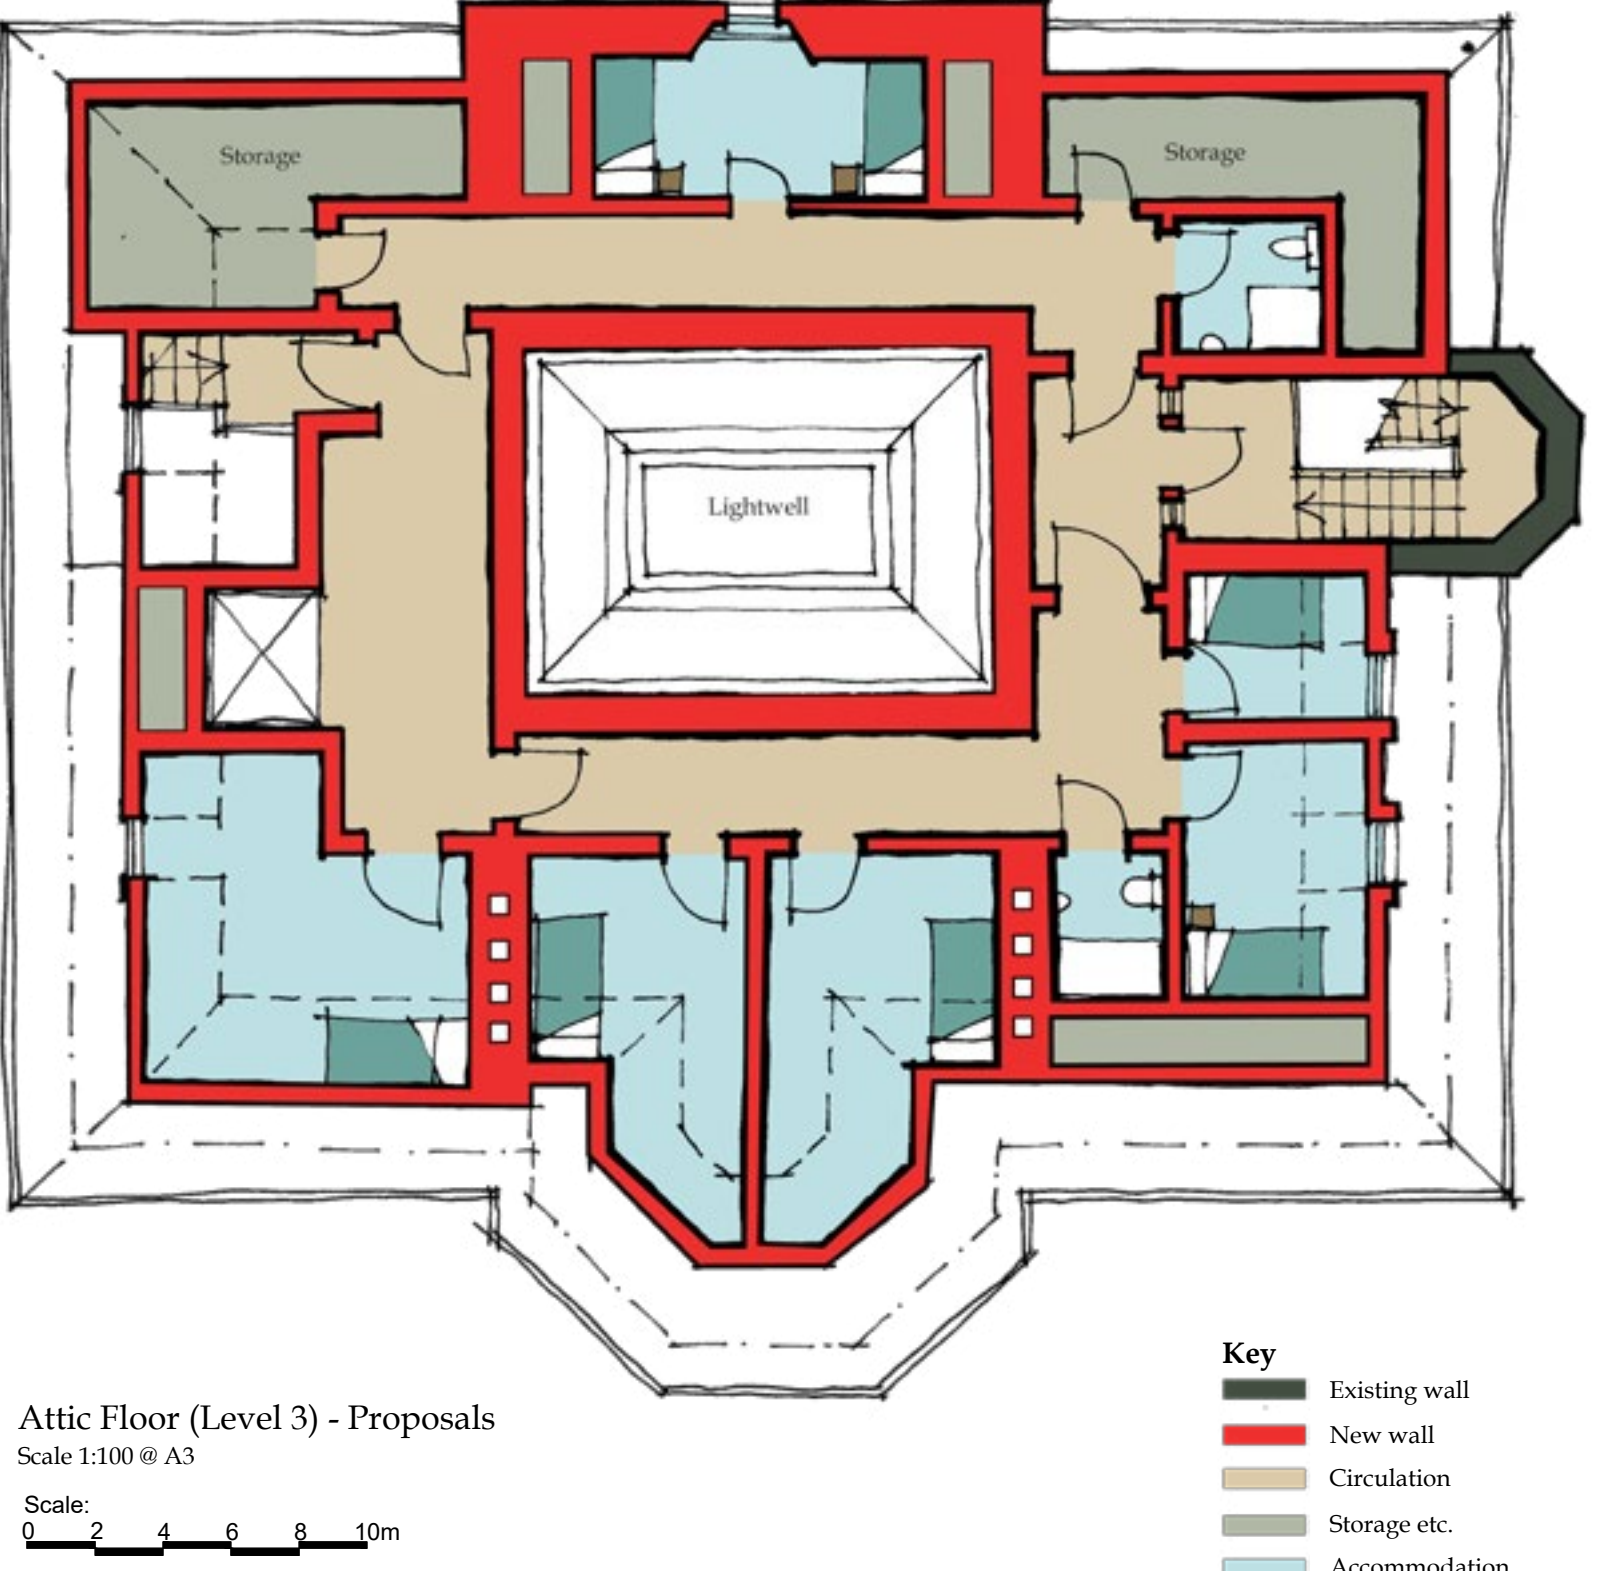 Storage
Storage
Lightwell
Attic Floor (Level 3) - Proposals
Scale 1:100 @ A3
Scale:
0 2 4 6 8 10m
Key
Existing wall
New wall
Circulation
Storage etc.
Accommodation